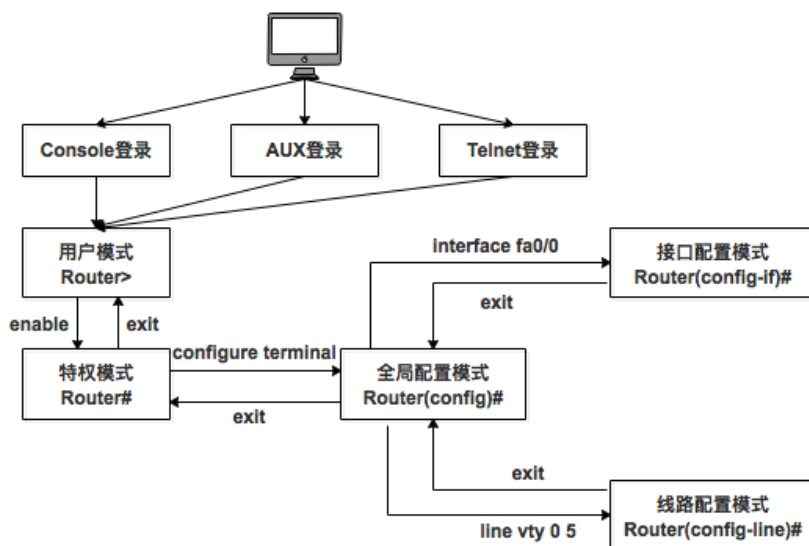 Console登录
AUX登录
Telnet登录
用户模式
Router>
interface fa0/0
接口配置模式
Router(config-if)#
exit
enable
exit
特权模式
Router#
configure terminal
exit
全局配置模式
Router(config)#
exit
line vty 0 5
线路配置模式
Router(config-line)#